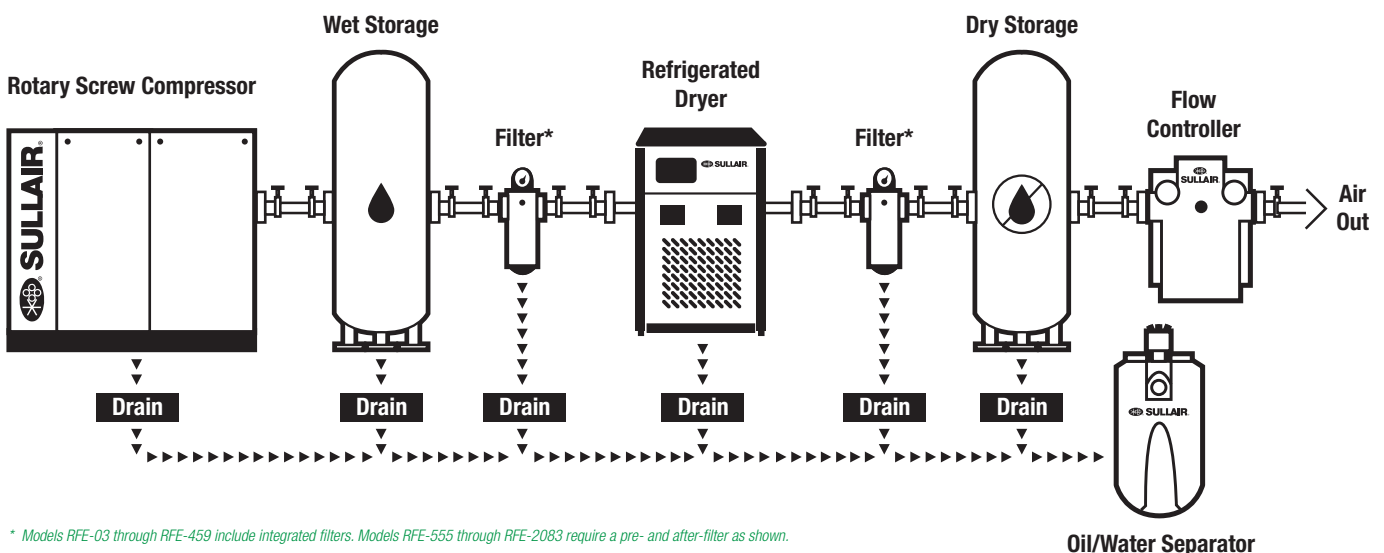 Wet Storage
Dry Storage
Rotary Screw Compressor
Refrigerated
Dryer
Flow
Controller
Filter*
Filter*
SULLAIR®
SULLAIR
SULLAIR
Air
Out
Drain
Drain
Drain
Drain
Drain
Drain
SULLAIR
* Models RFE-03 through RFE-459 include integrated filters. Models RFE-555 through RFE-2083 require a pre- and after-filter as shown.
Oil/Water Separator